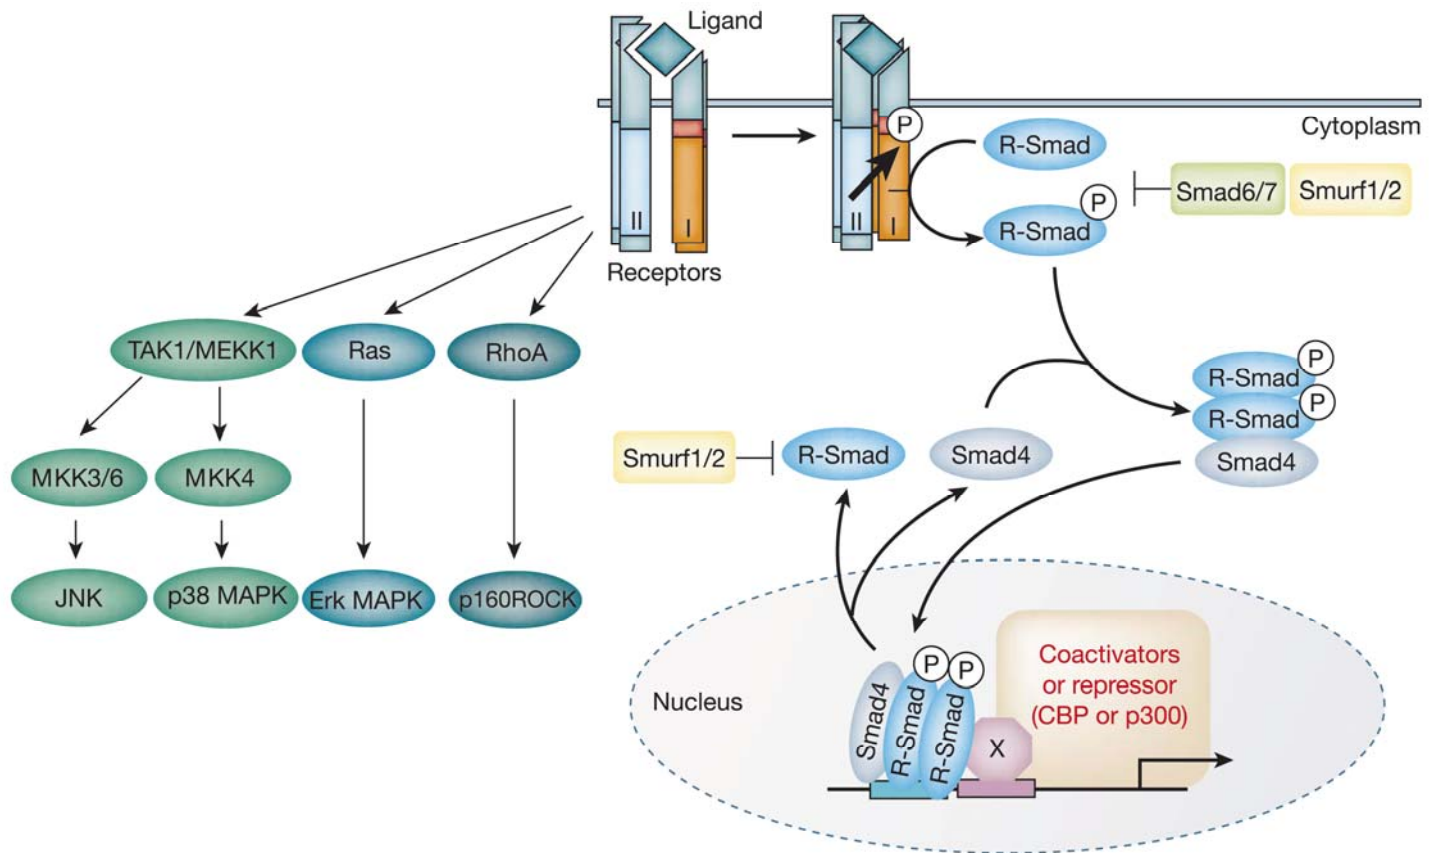 Ligand
Cytoplasm
P
R-Smad
Smad6/7
Smurf1/2
P
R-Smad
II
I
II
I
Receptors
TAK1/MEKK1
Ras
RhoA
P
R-Smad
P
R-Smad
Smad4
Smurf1/2
R-Smad
Smad4
MKK3/6
MKK4
JNK
p38 MAPK
Erk MAPK
p160ROCK
Nucleus
P
P
Smad4
R-Smad
R-Smad
X
Coactivators
or repressor
(CBP or p300)